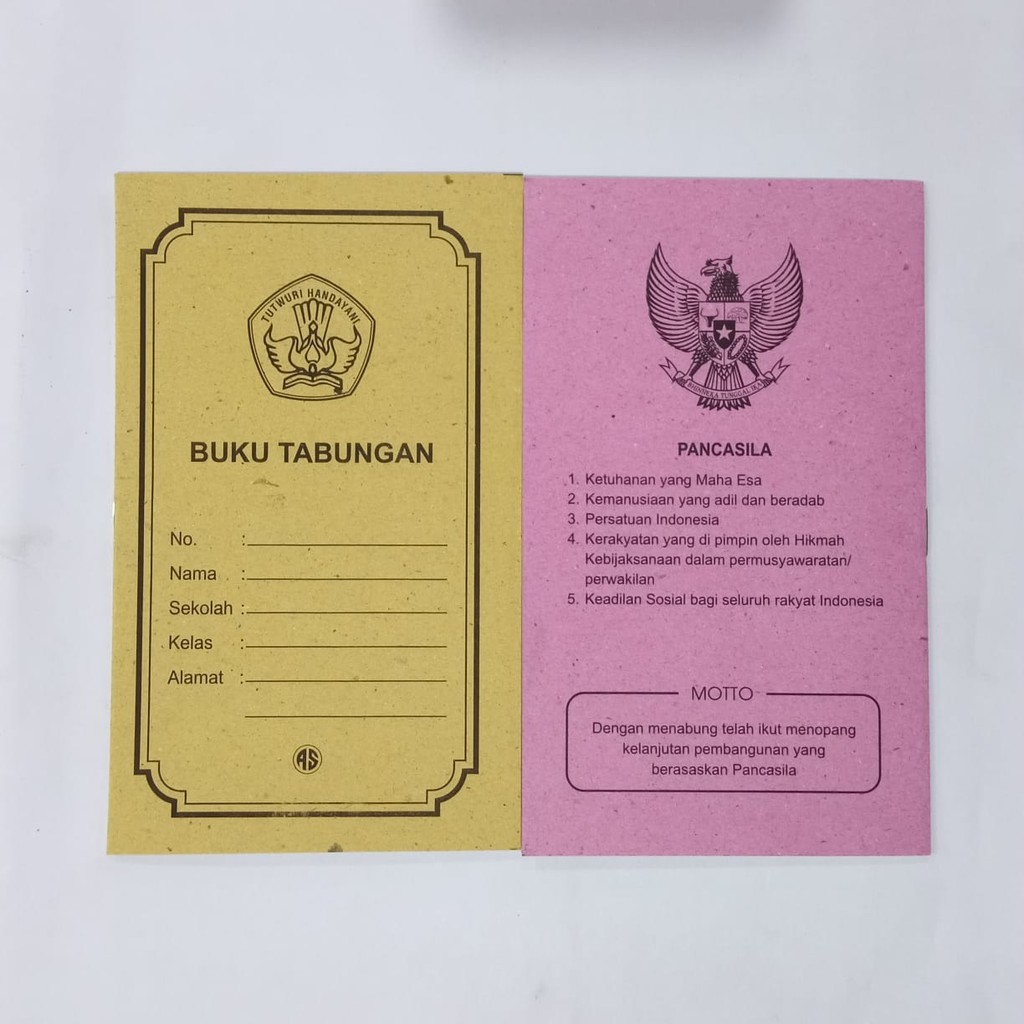 TUTWURI HANDAYANI
BUKU TABUNGAN
No. :
Nama :
Sekolah :
Kelas :
Alamat :
AS
BHINNEKA TUNGGAL IKA
PANCASILA
1. Ketuhanan yang Maha Esa
2. Kemanusiaan yang adil dan beradab
3. Persatuan Indonesia
4. Kerakyatan yang di pimpin oleh Hikmah
Kebijaksanaan dalam permusyawaratan/
perwakilan
5. Keadilan Sosial bagi seluruh rakyat Indonesia
MOTTO
Dengan menabung telah ikut menopang
kelanjutan pembangunan yang
berasaskan Pancasila